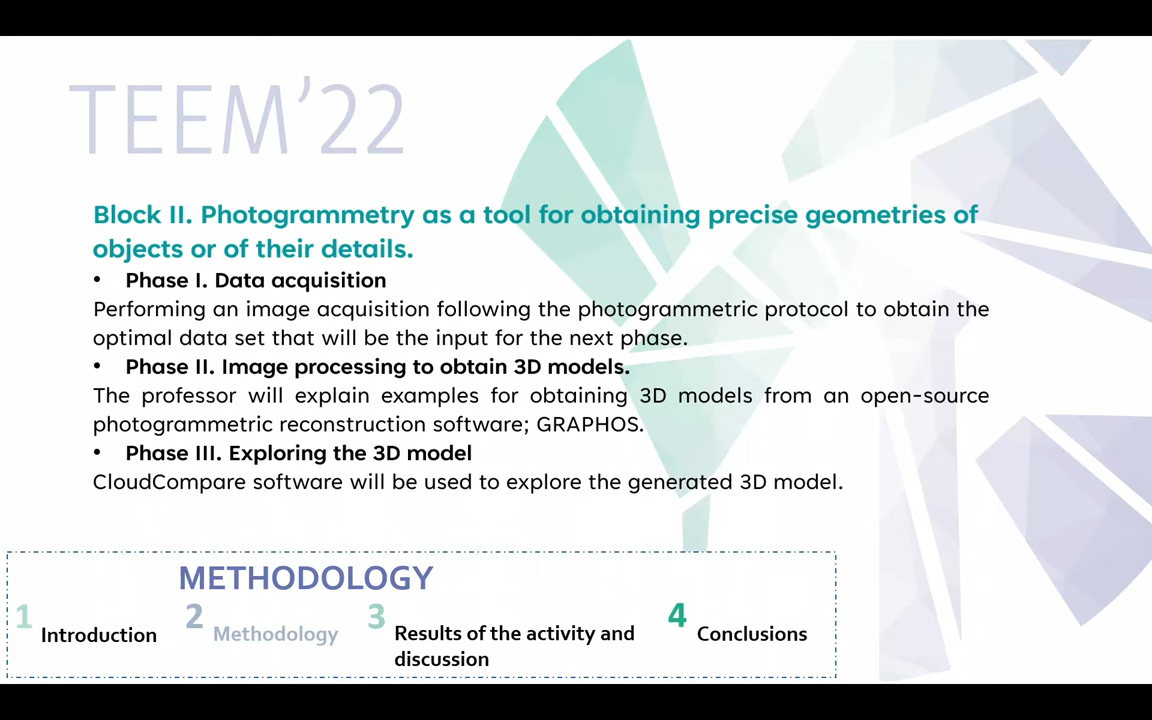 TEEM’22
Block II. Photogrammetry as a tool for obtaining precise geometries of
objects or of their details.
• Phase I. Data acquisition
Performing an image acquisition following the photogrammetric protocol to obtain the
optimal data set that will be the input for the next phase.
• Phase II. Image processing to obtain 3D models.
The professor will explain examples for obtaining 3D models from an open-source
photogrammetric reconstruction software; GRAPHOS.
• Phase III. Exploring the 3D model
CloudCompare software will be used to explore the generated 3D model.
METHODOLOGY
1 Introduction
2 Methodology
3 Results of the activity and
discussion
4 Conclusions